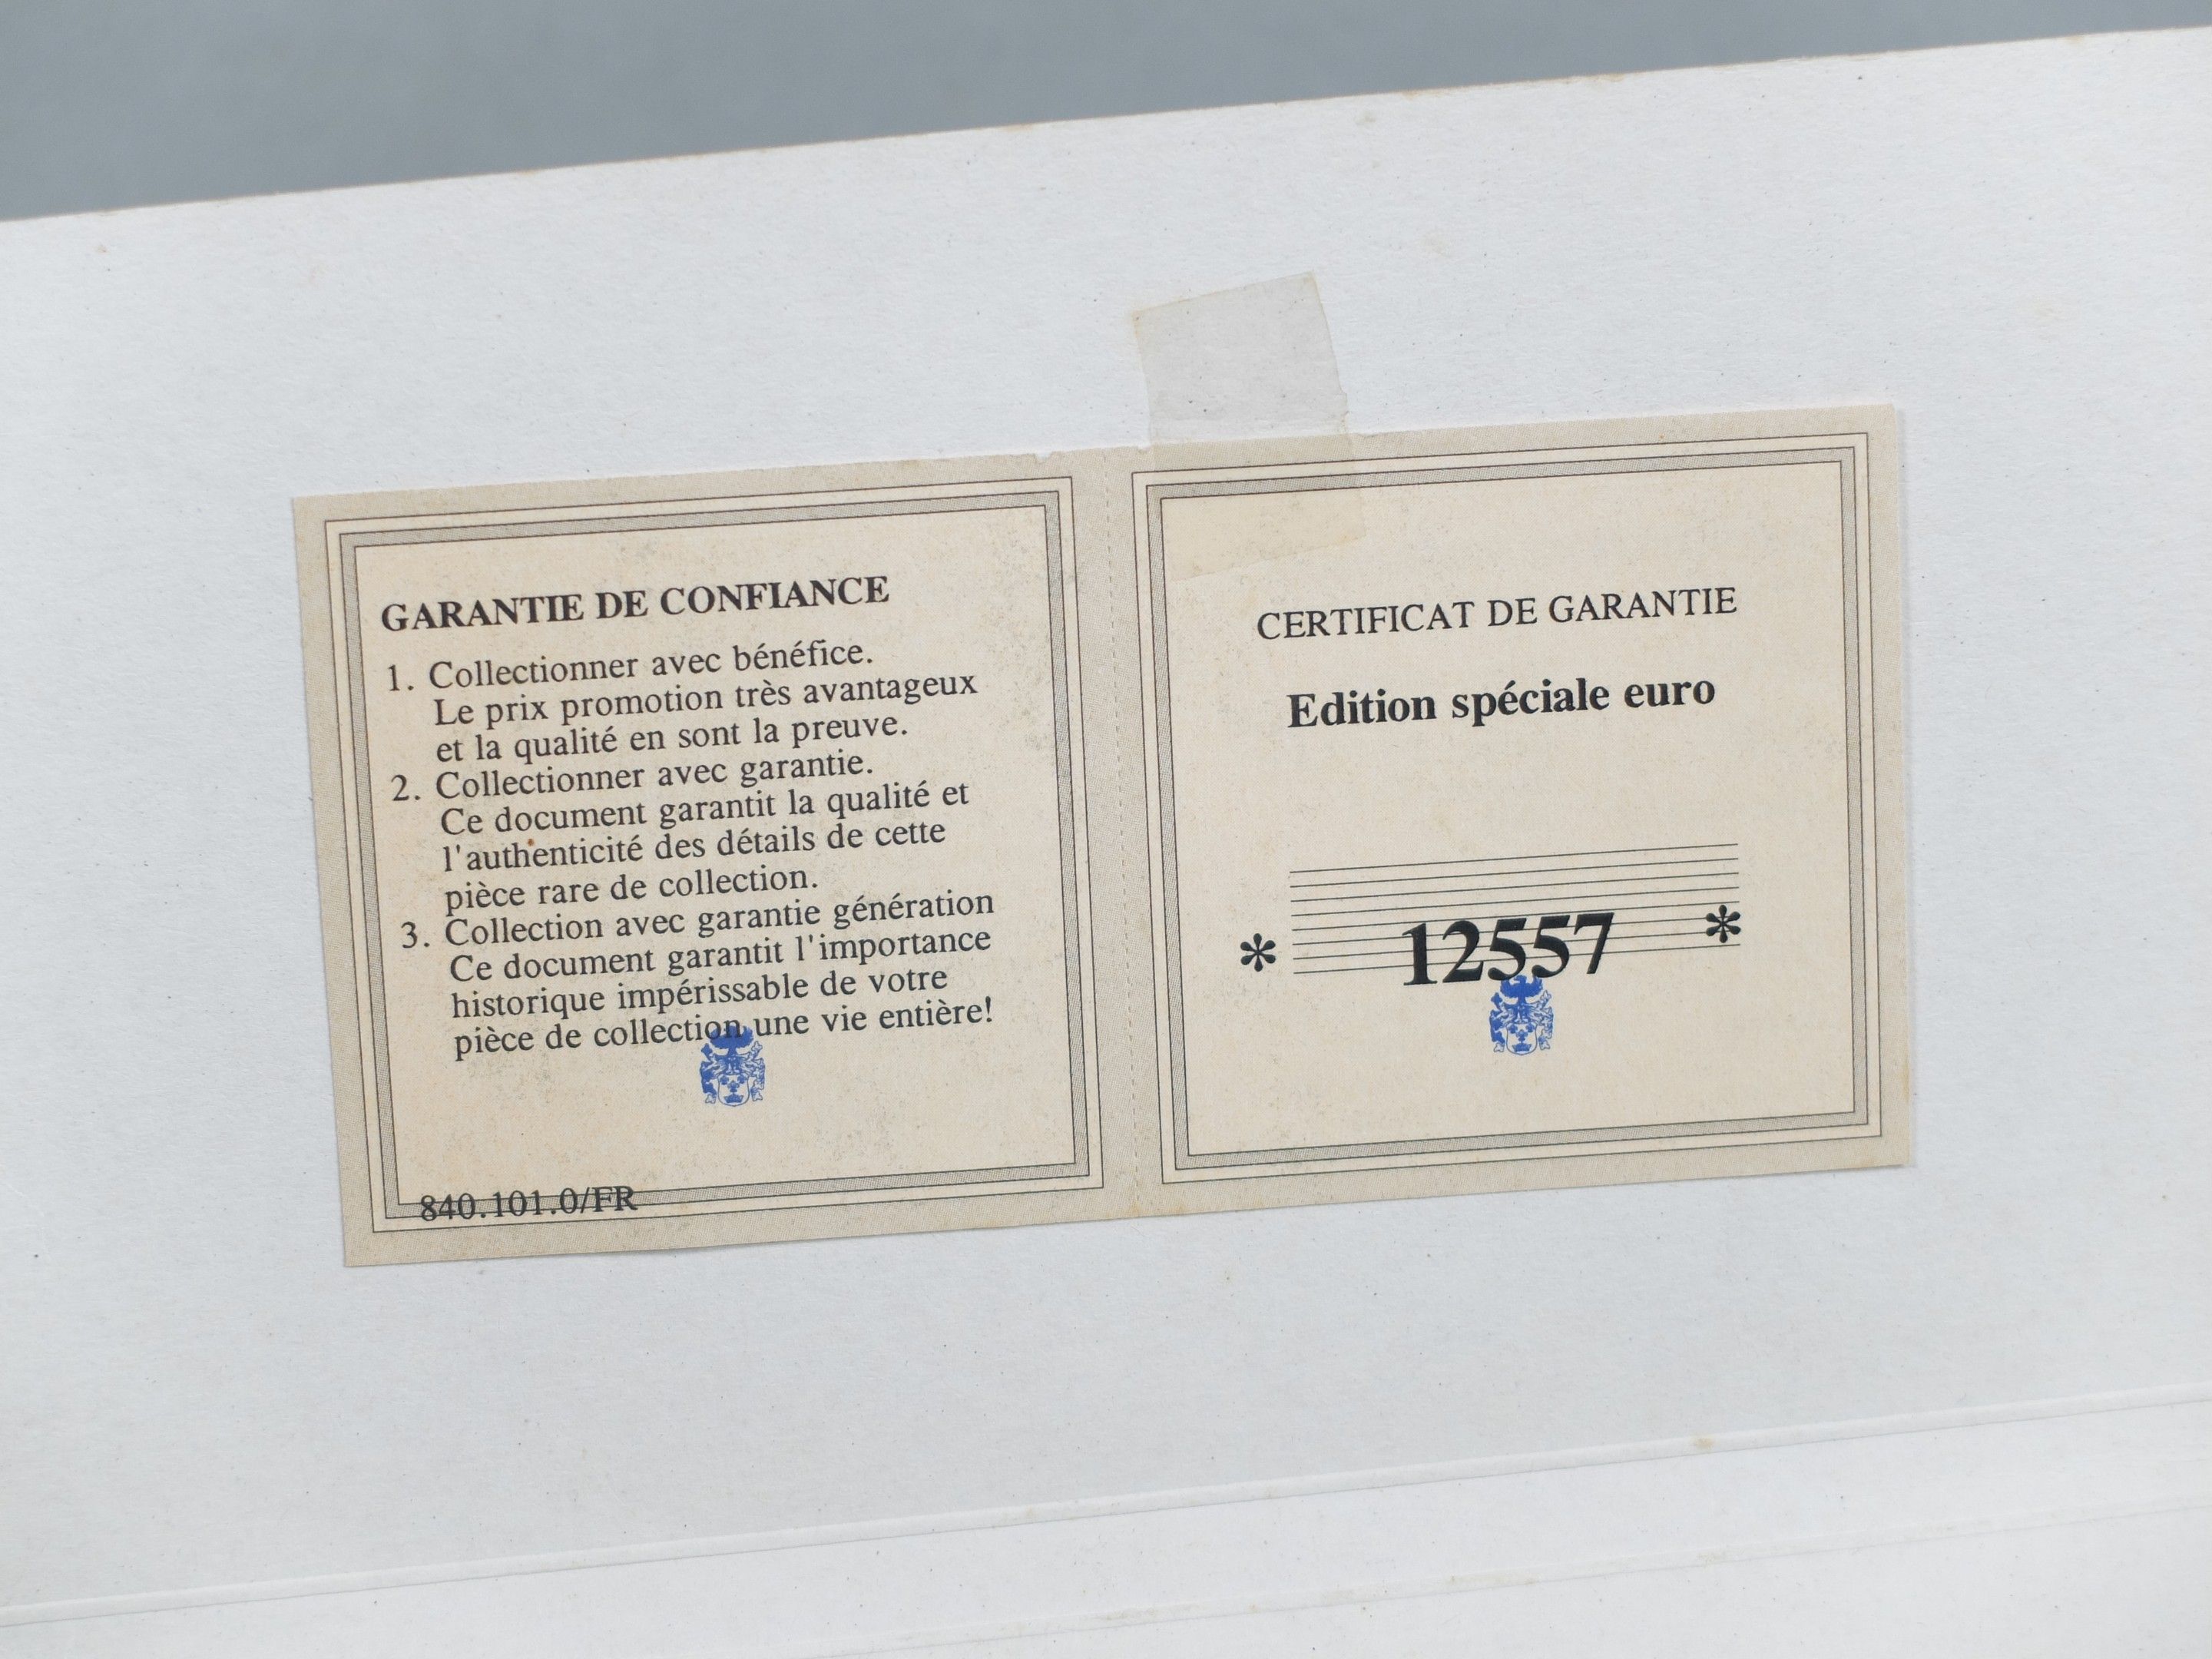 GARANTIE DE CONFIANCE
1. Collectionner avec bénéfice.
Le prix promotion très avantageux
et la qualité en sont la preuve.
2. Collectionner avec garantie.
Ce document garantit la qualité et
l'authenticité des détails de cette
pièce rare de collection.
3. Collection avec garantie génération
Ce document garantit l'importance
historique impérissable de votre
pièce de collection une vie entière!
840.101.0/FR
CERTIFICAT DE GARANTIE
Edition spéciale euro
* 12557 *